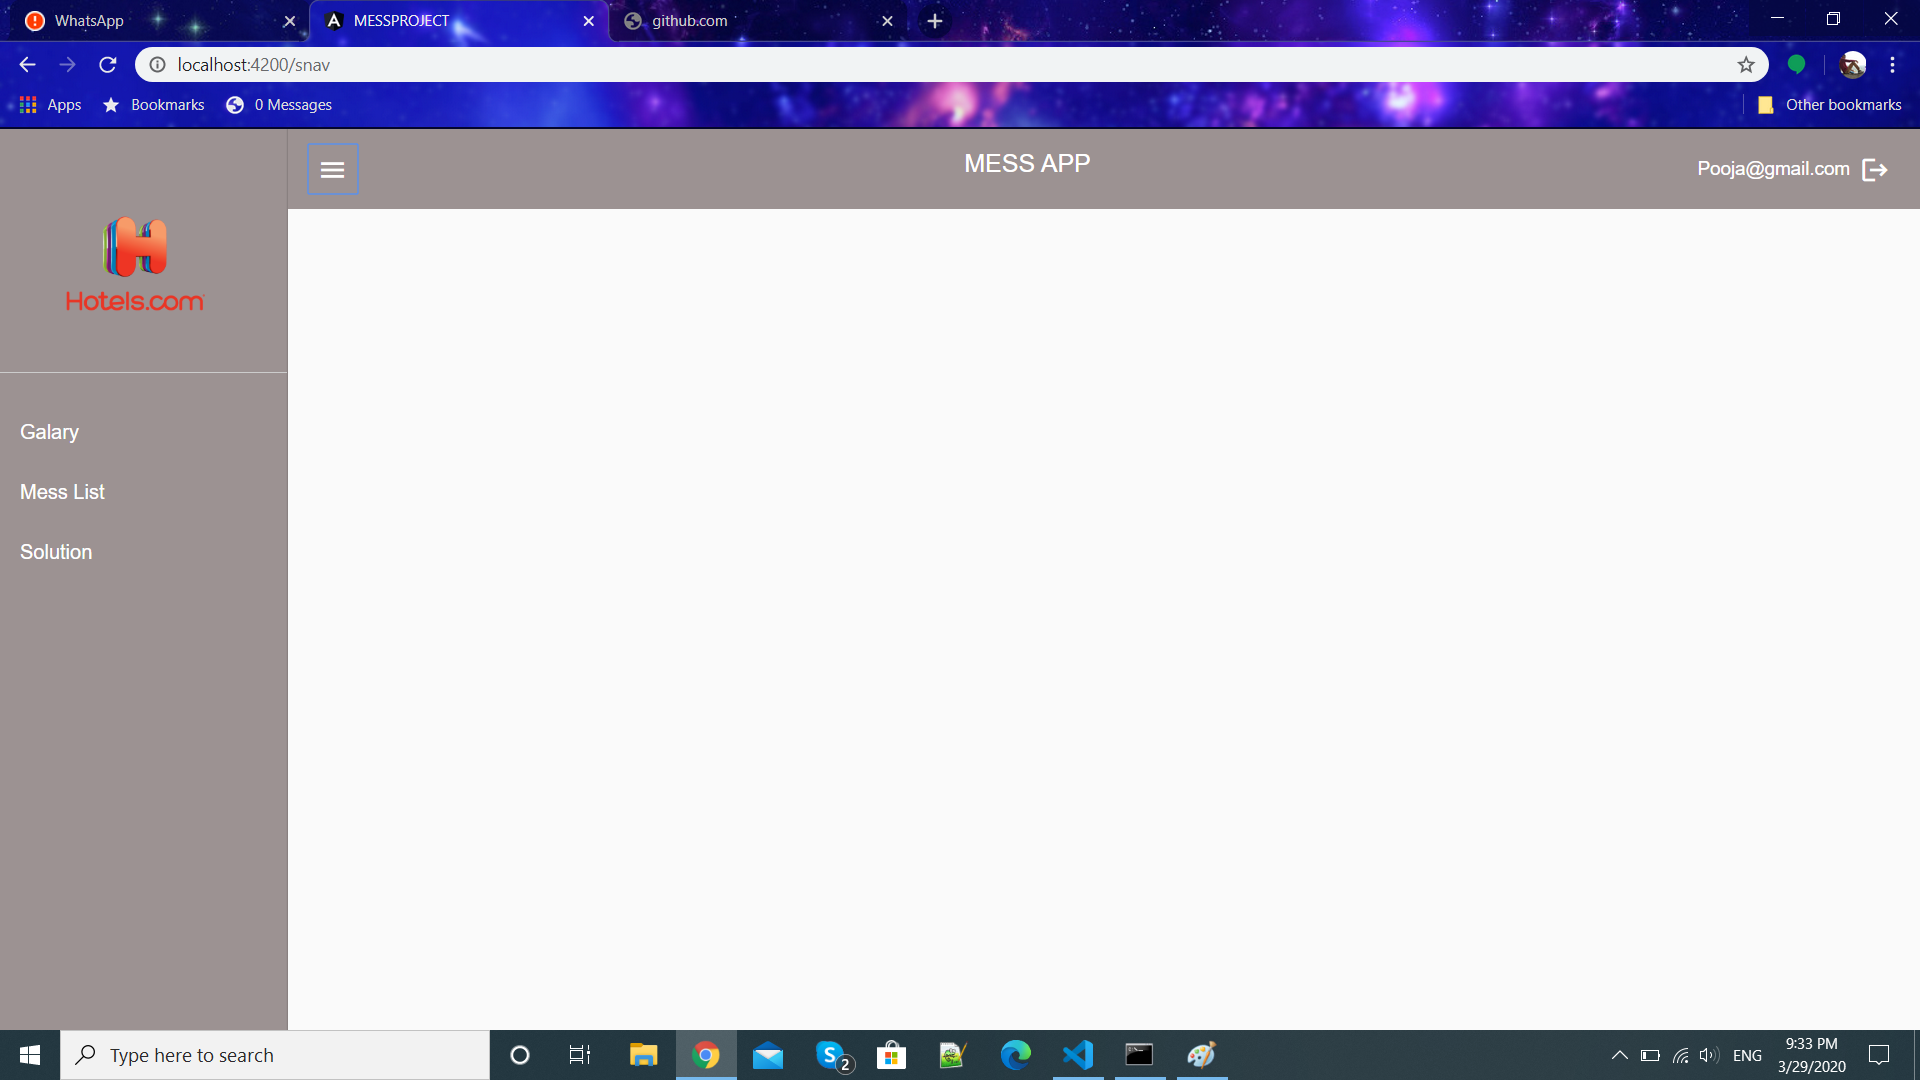 WhatsApp
MESSPROJECT
github.com
localhost:4200/snav
Apps
Bookmarks
0 Messages
Other bookmarks
MESS APP
Pooja@gmail.com
H
Hotels.com
Galary
Mess List
Solution
Type here to search
S
2
ENG
9:33 PM
3/29/2020